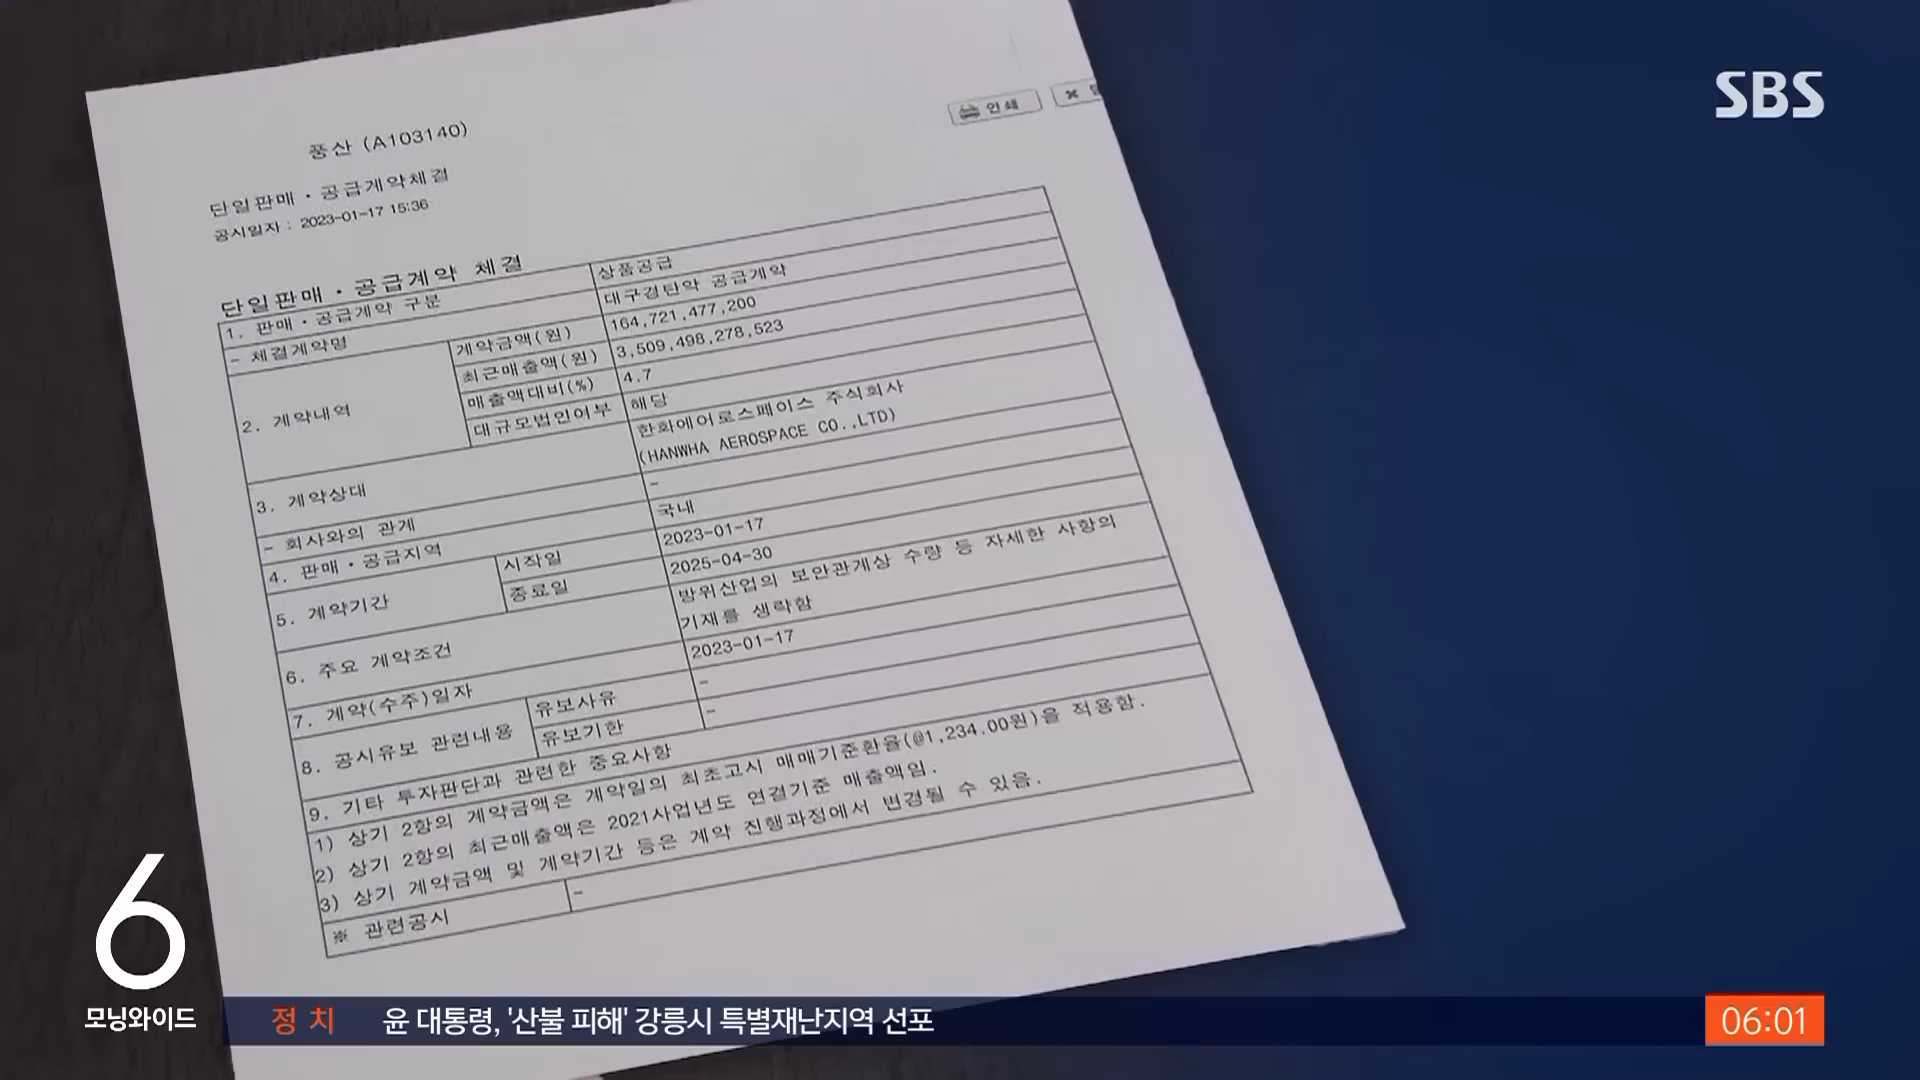 SBS
인쇄
풍산 (A103140)
단일판매ㆍ공급계약체결
공시일자 : 2023-01-17 15:36
단일판매ㆍ공급계약 체결
1. 판매ㆍ공급계약 구분 상품공급
- 체결계약명 대구경탄약 공급계약
2. 계약내역 계약금액(원) 164,721,477,200
최근매출액(원) 3,509,498,278,523
매출액대비(%) 4.7
대규모법인여부 해당
3. 계약상대 한화에어로스페이스 주식회사
(HANWHA AEROSPACE CO.,LTD)
- 회사와의 관계 -
4. 판매ㆍ공급지역 국내
5. 계약기간 시작일 2023-01-17
종료일 2025-04-30
6. 주요 계약조건 방위산업의 보안관계상 수량 등 자세한 사항의
기재를 생략함
7. 계약(수주)일자 2023-01-17
8. 공시유보 관련내용 유보사유 -
유보기한 -
9. 기타 투자판단과 관련한 중요사항
1) 상기 2항의 계약금액은 계약일의 최초고시 매매기준환율(@1,234.00원)을 적용함.
2) 상기 2항의 최근매출액은 2021사업년도 연결기준 매출액임.
3) 상기 계약금액 및 계약기간 등은 계약 진행과정에서 변경될 수 있음.
※ 관련공시 -
6
모닝와이드
정치 윤 대통령, '산불 피해' 강릉시 특별재난지역 선포
06:01